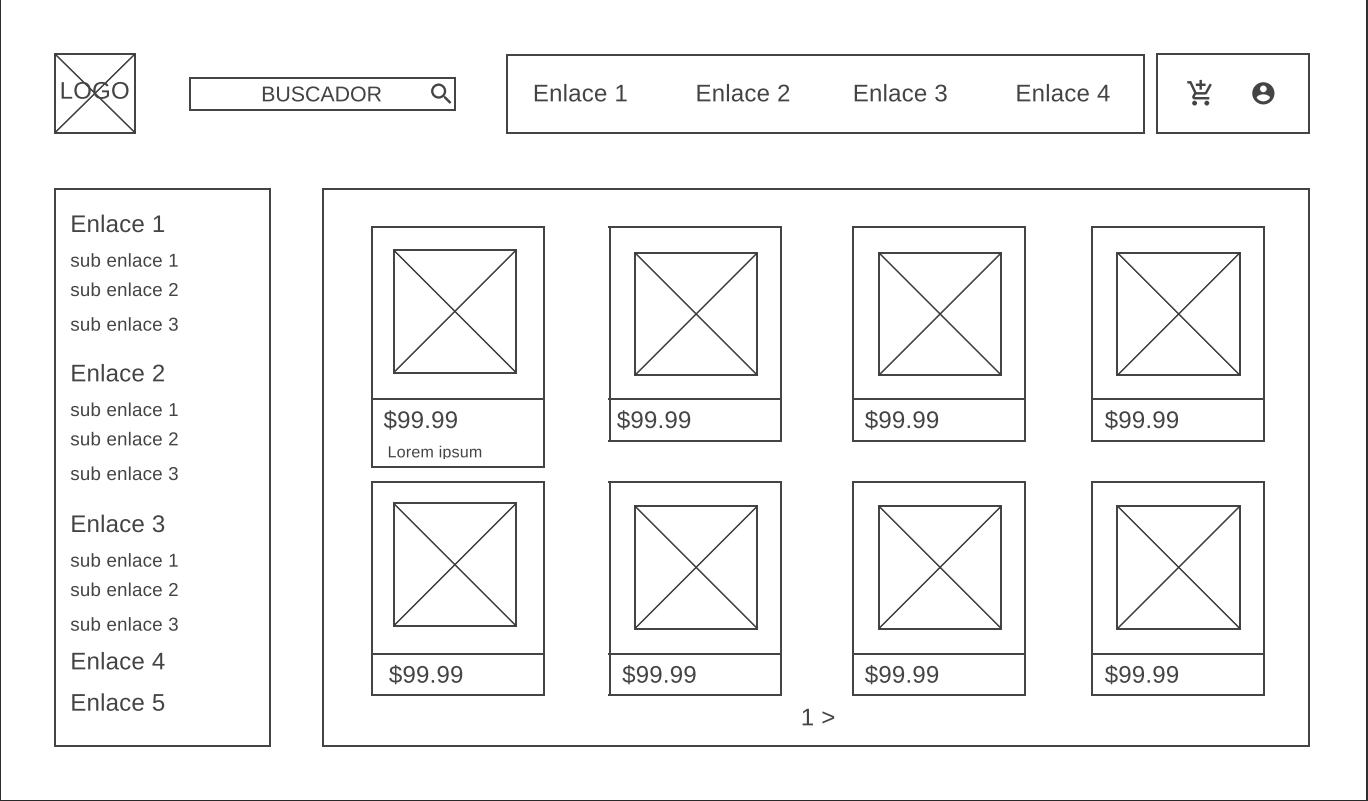 LOGO
BUSCADOR
Enlace 1 Enlace 2 Enlace 3 Enlace 4
Enlace 1
sub enlace 1
sub enlace 2
sub enlace 3
Enlace 2
sub enlace 1
sub enlace 2
sub enlace 3
Enlace 3
sub enlace 1
sub enlace 2
sub enlace 3
Enlace 4
Enlace 5
$99.99 $99.99 $99.99 $99.99
Lorem ipsum
$99.99 $99.99 $99.99 $99.99
1 >